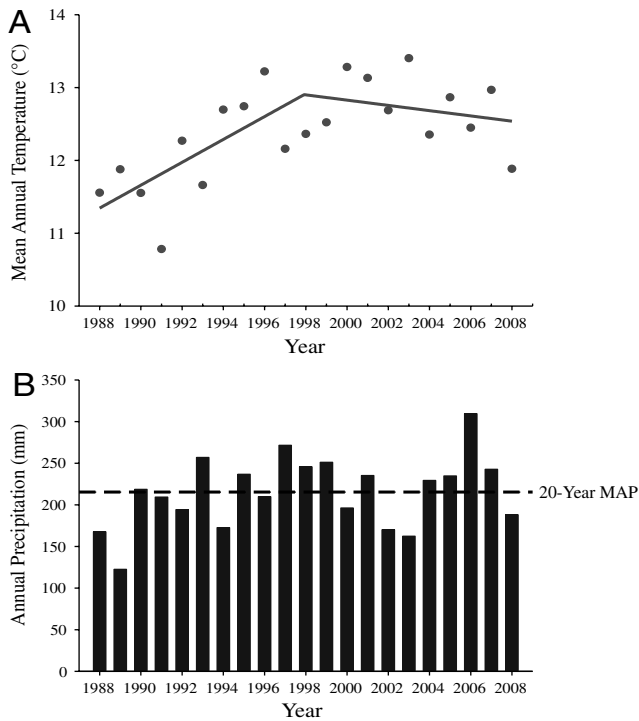 A
Mean Annual Temperature (°C)
14
13
12
11
10
1988 1990 1992 1994 1996 1998 2000 2002 2004 2006 2008
Year
B
Annual Precipitation (mm)
350
300
250
200
150
100
50
0
20-Year MAP
1988 1990 1992 1994 1996 1998 2000 2002 2004 2006 2008
Year